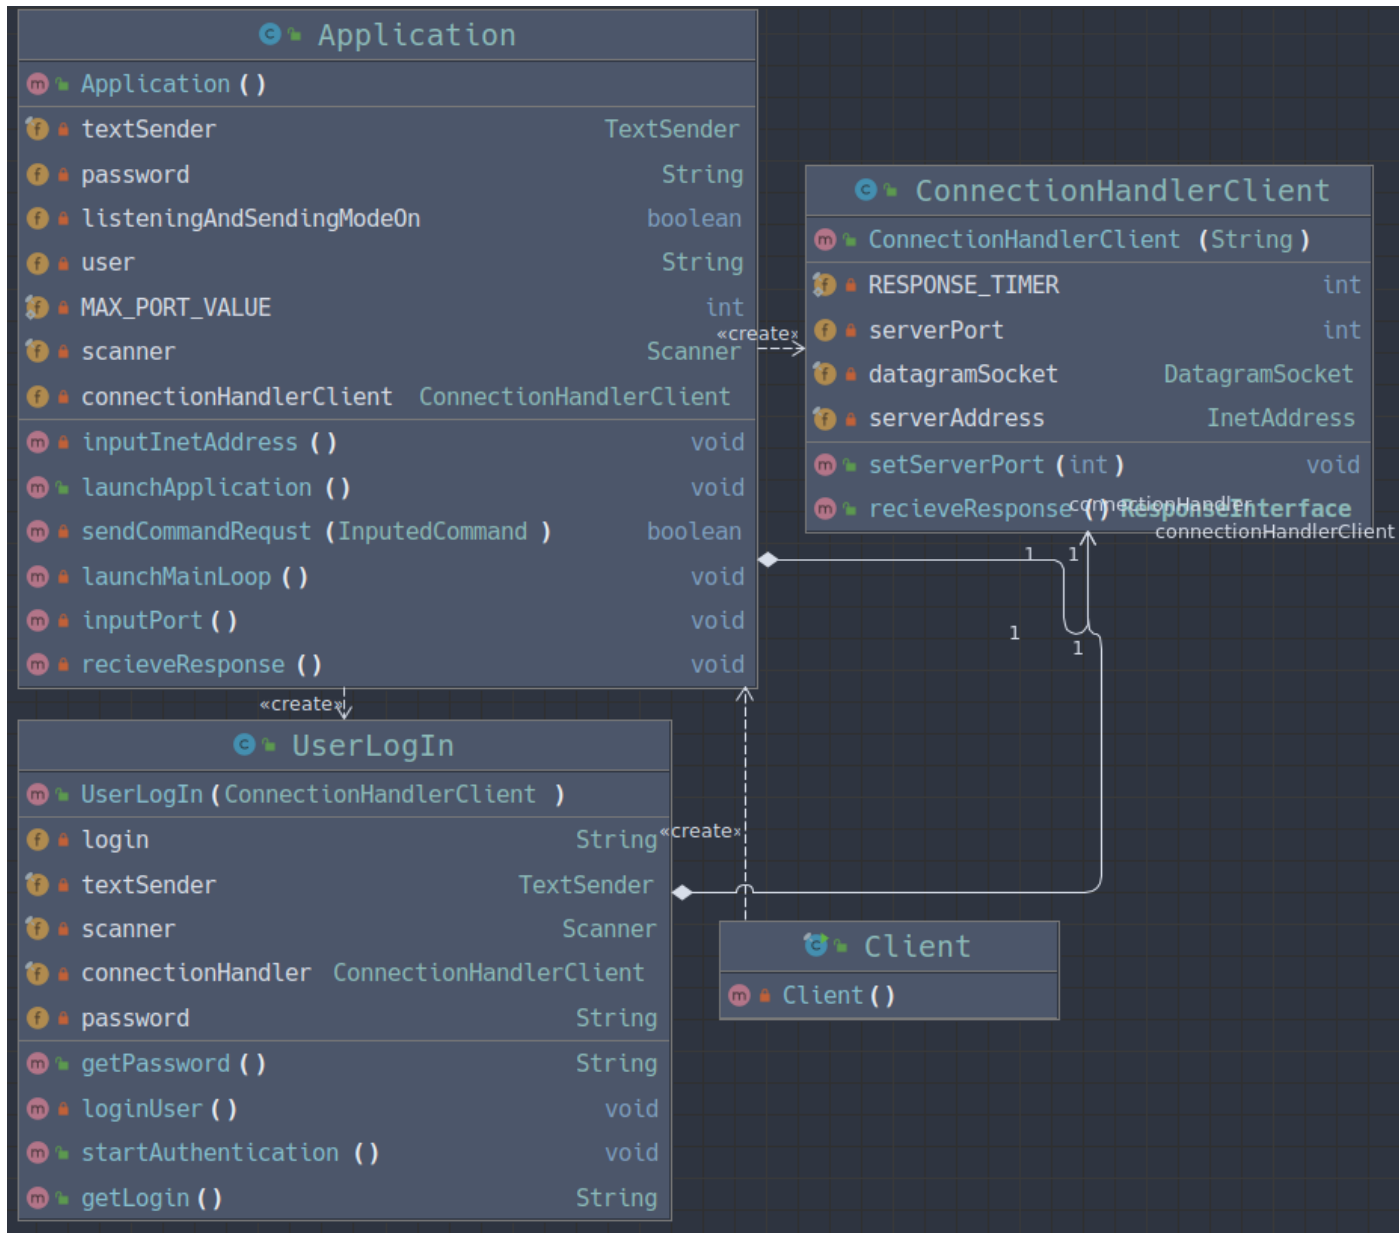 Application
Application()
textSender TextSender
password String
listeningAndSendingModeOn boolean
user String
MAX_PORT_VALUE int
scanner Scanner
connectionHandlerClient ConnectionHandlerClient
inputInetAddress () void
launchApplication () void
sendCommandRequst (InputedCommand ) boolean
launchMainLoop () void
inputPort() void
recieveResponse () void
«create»
ConnectionHandlerClient
ConnectionHandlerClient (String)
RESPONSE_TIMER int
serverPort int
datagramSocket DatagramSocket
serverAddress InetAddress
setServerPort (int) void
recieveResponse () ResponseInterface
connectionHandler
connectionHandlerClient
1 1
1
1
«create»
UserLogIn
UserLogIn(ConnectionHandlerClient )
login String
textSender TextSender
scanner Scanner
connectionHandler ConnectionHandlerClient
password String
getPassword() String
loginUser() void
startAuthentication () void
getLogin() String
«create»
Client
Client()